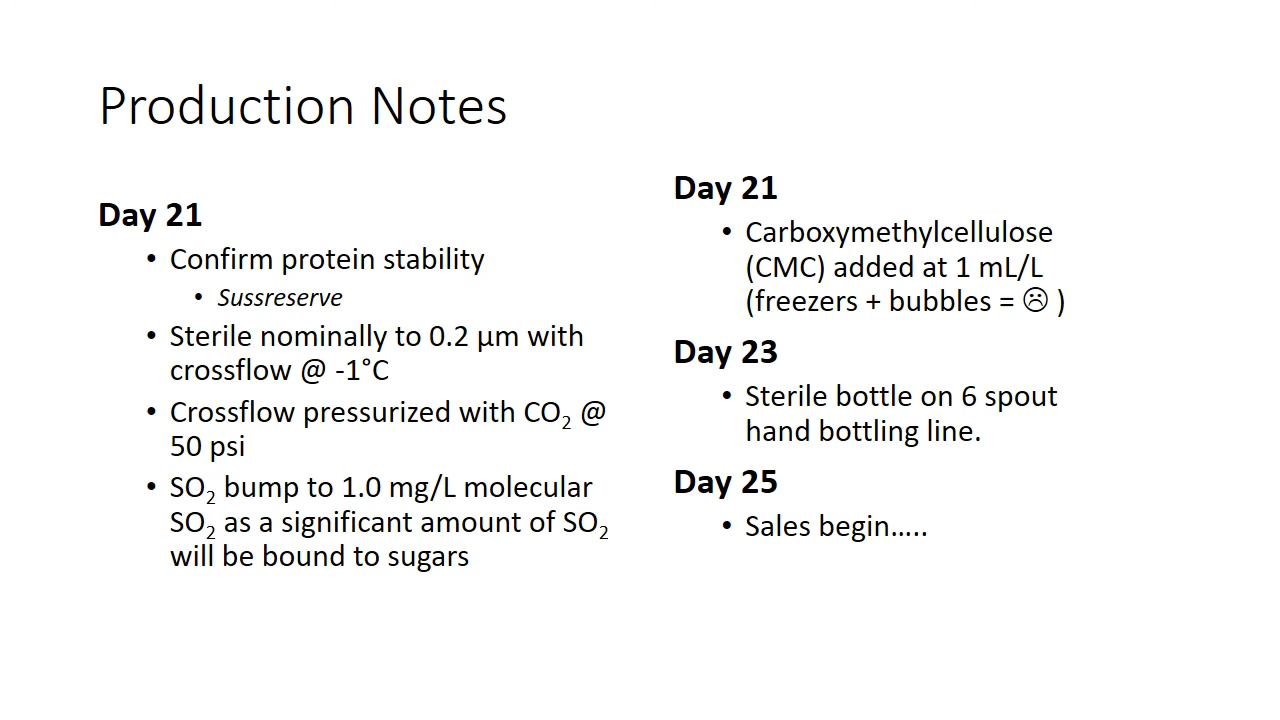 Production Notes
Day 21
• Confirm protein stability
• Sussreserve
• Sterile nominally to 0.2 µm with
crossflow @ -1°C
• Crossflow pressurized with CO₂ @
50 psi
• SO₂ bump to 1.0 mg/L molecular
SO₂ as a significant amount of SO₂
will be bound to sugars
Day 21
• Carboxymethylcellulose
(CMC) added at 1 mL/L
(freezers + bubbles = ☹ )
Day 23
• Sterile bottle on 6 spout
hand bottling line.
Day 25
• Sales begin…..